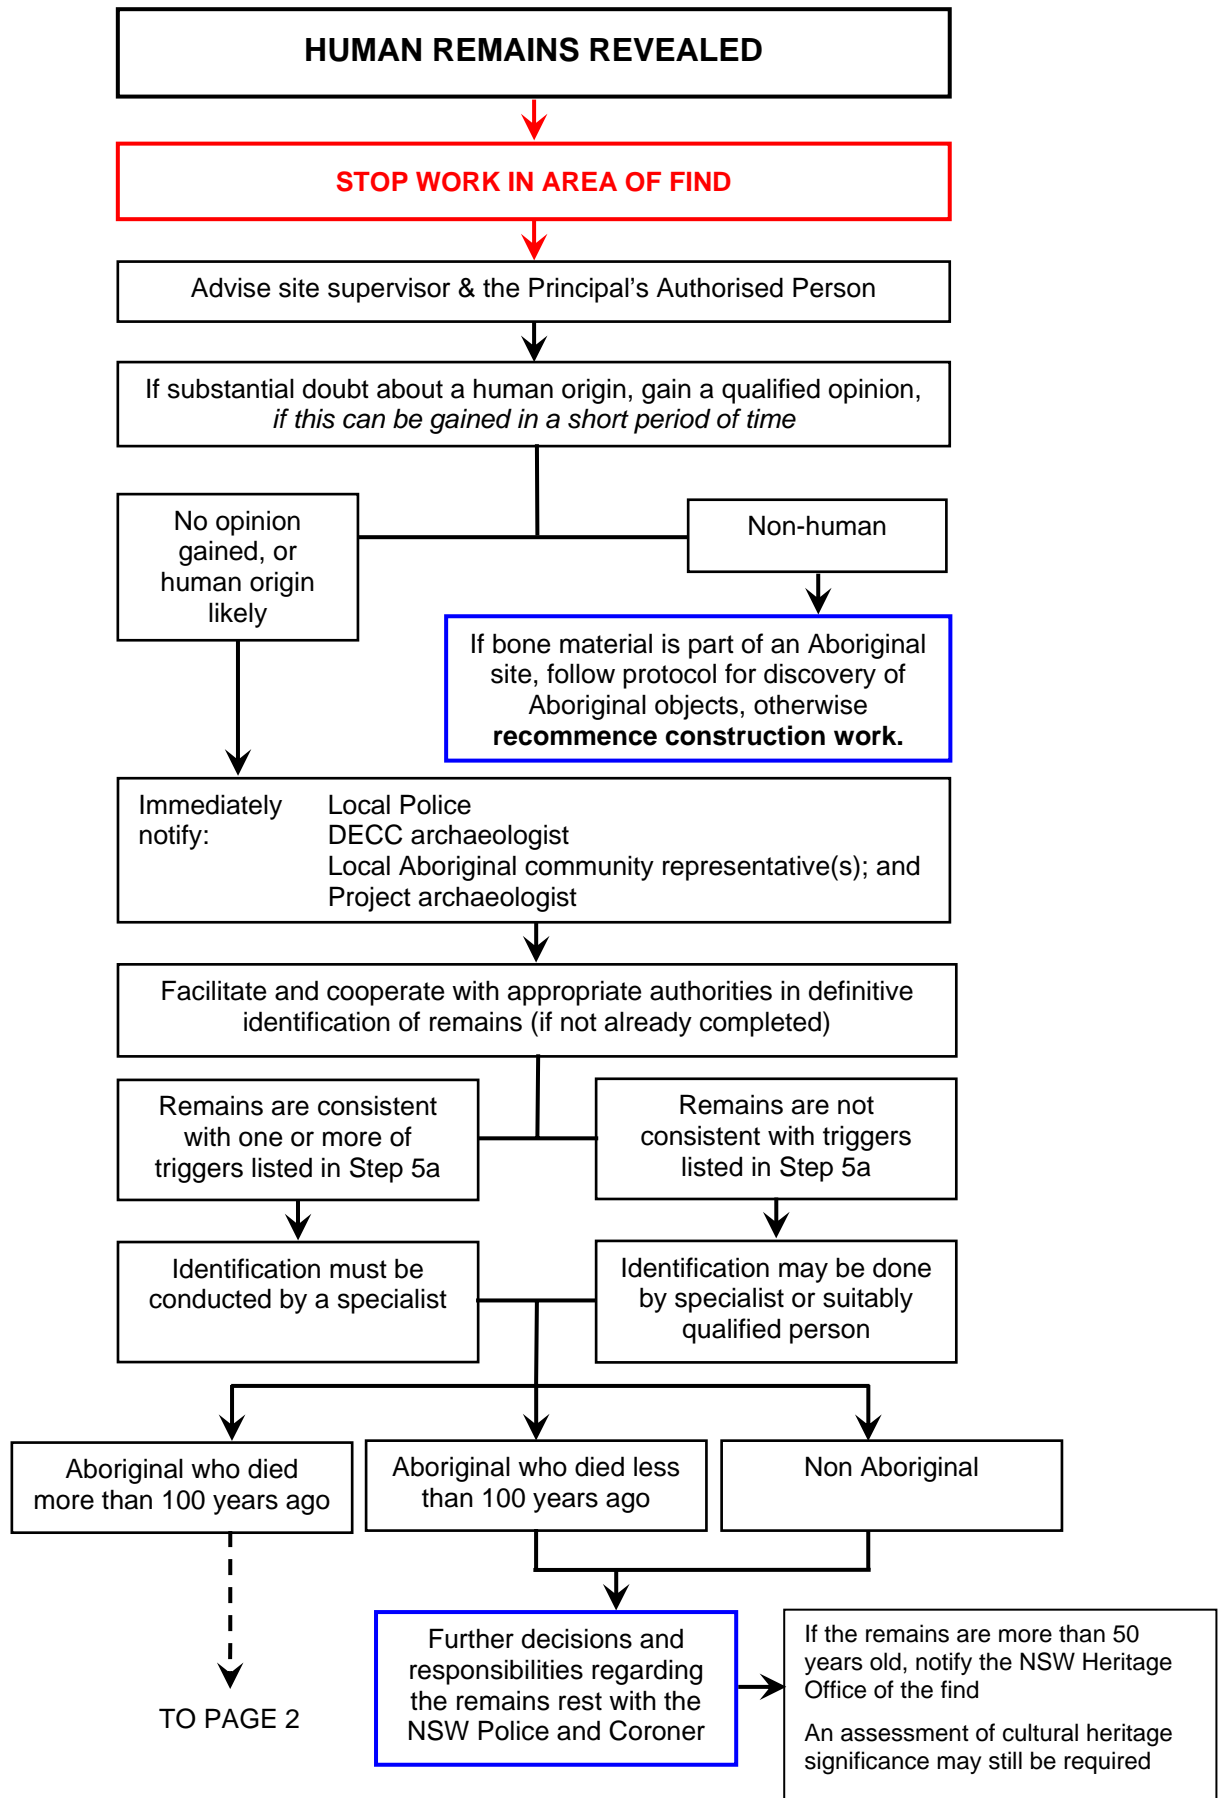 HUMAN REMAINS REVEALED
STOP WORK IN AREA OF FIND
Advise site supervisor & the Principal’s Authorised Person
If substantial doubt about a human origin, gain a qualified opinion,
if this can be gained in a short period of time
No opinion
gained, or
human origin
likely
Non-human
If bone material is part of an Aboriginal
site, follow protocol for discovery of
Aboriginal objects, otherwise
recommence construction work.
Immediately Local Police
notify: DECC archaeologist
Local Aboriginal community representative(s); and
Project archaeologist
Facilitate and cooperate with appropriate authorities in definitive
identification of remains (if not already completed)
Remains are consistent
with one or more of
triggers listed in Step 5a
Remains are not
consistent with triggers
listed in Step 5a
Identification must be
conducted by a specialist
Identification may be done
by specialist or suitably
qualified person
Aboriginal who died
more than 100 years ago
Aboriginal who died less
than 100 years ago
Non Aboriginal
TO PAGE 2
Further decisions and
responsibilities regarding
the remains rest with the
NSW Police and Coroner
If the remains are more than 50
years old, notify the NSW Heritage
Office of the find
An assessment of cultural heritage
significance may still be required